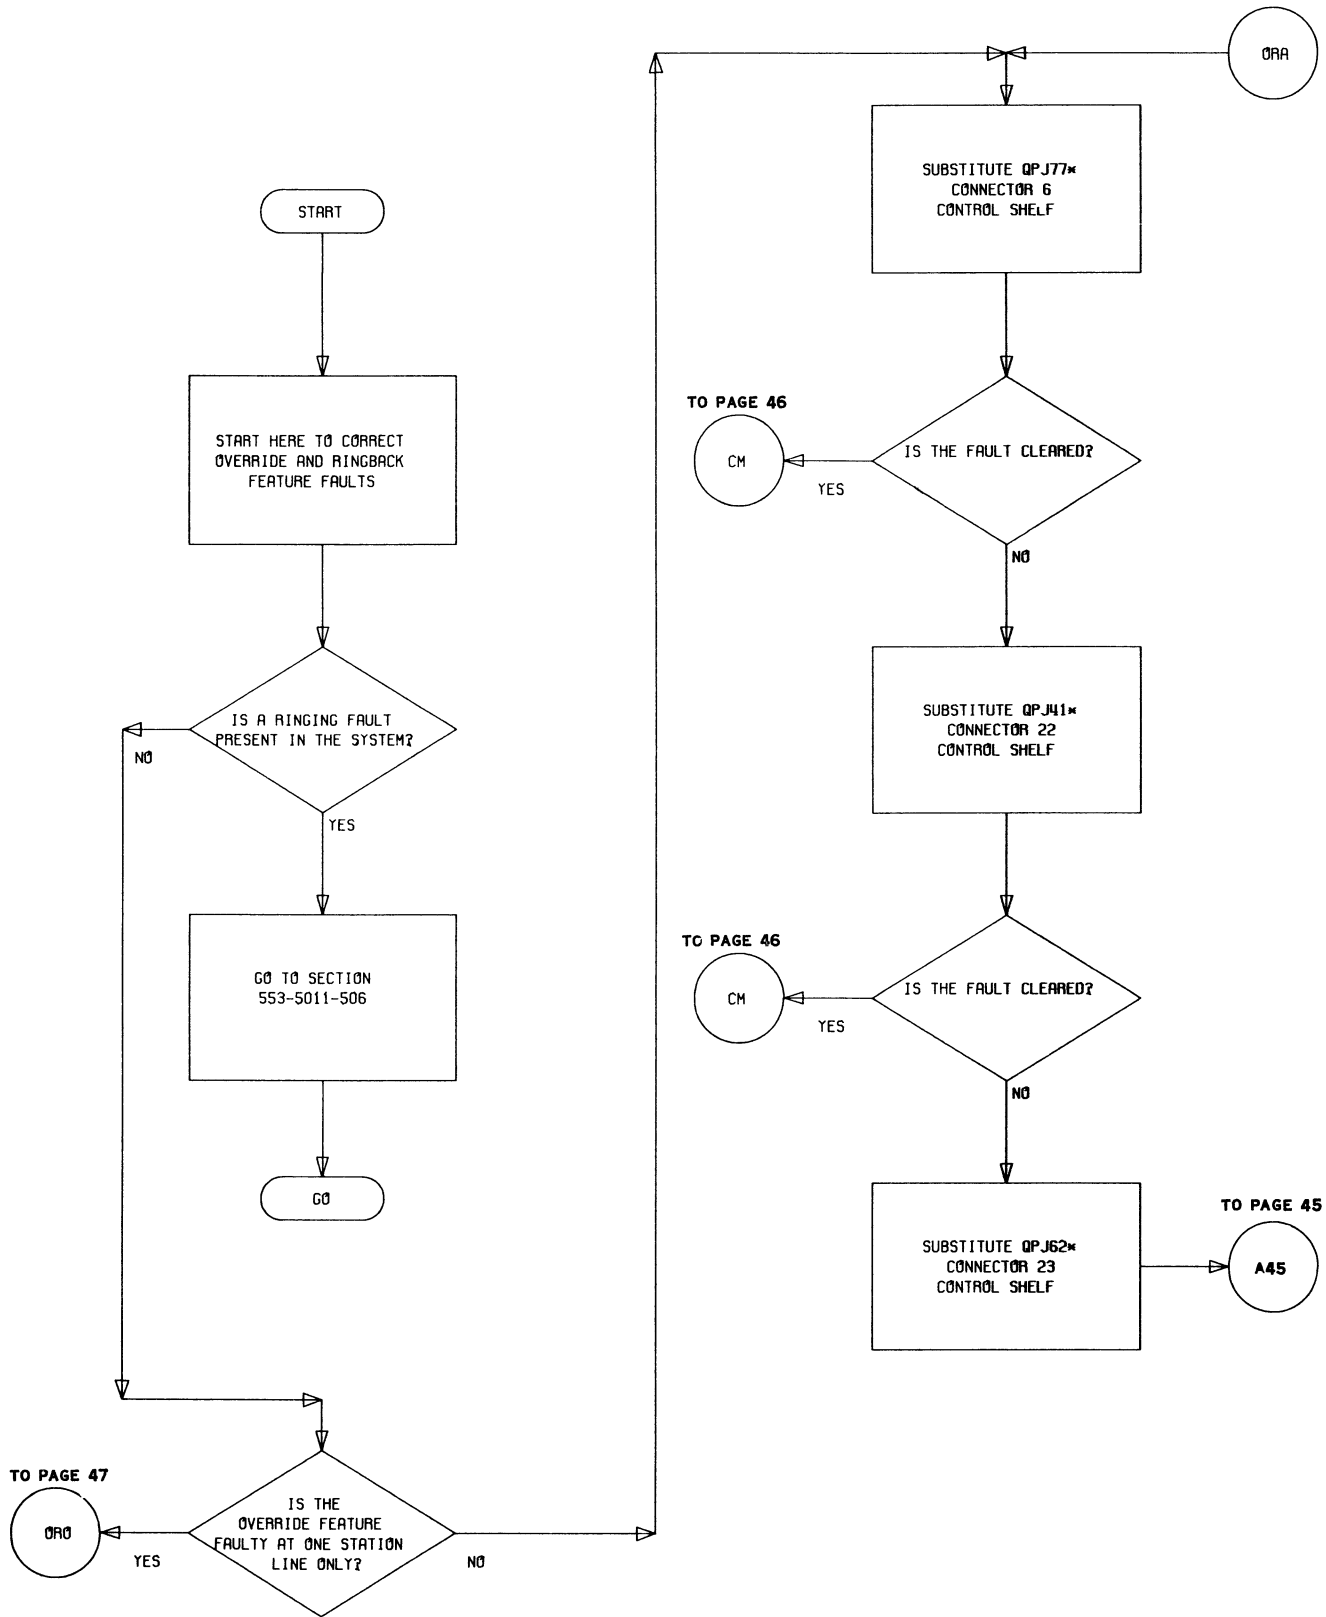 START
START HERE TO CORRECT
OVERRIDE AND RINGBACK
FEATURE FAULTS
IS A RINGING FAULT
PRESENT IN THE SYSTEM?
NO
YES
GO TO SECTION
553-5011-506
GO
TO PAGE 47
ORO
YES
IS THE
OVERRIDE FEATURE
FAULTY AT ONE STATION
LINE ONLY?
NO
ORA
SUBSTITUTE QPJ77*
CONNECTOR 6
CONTROL SHELF
TO PAGE 46
CM
YES
IS THE FAULT CLEARED?
NO
SUBSTITUTE QPJ41*
CONNECTOR 22
CONTROL SHELF
TO PAGE 46
CM
YES
IS THE FAULT CLEARED?
NO
SUBSTITUTE QPJ62*
CONNECTOR 23
CONTROL SHELF
TO PAGE 45
A45